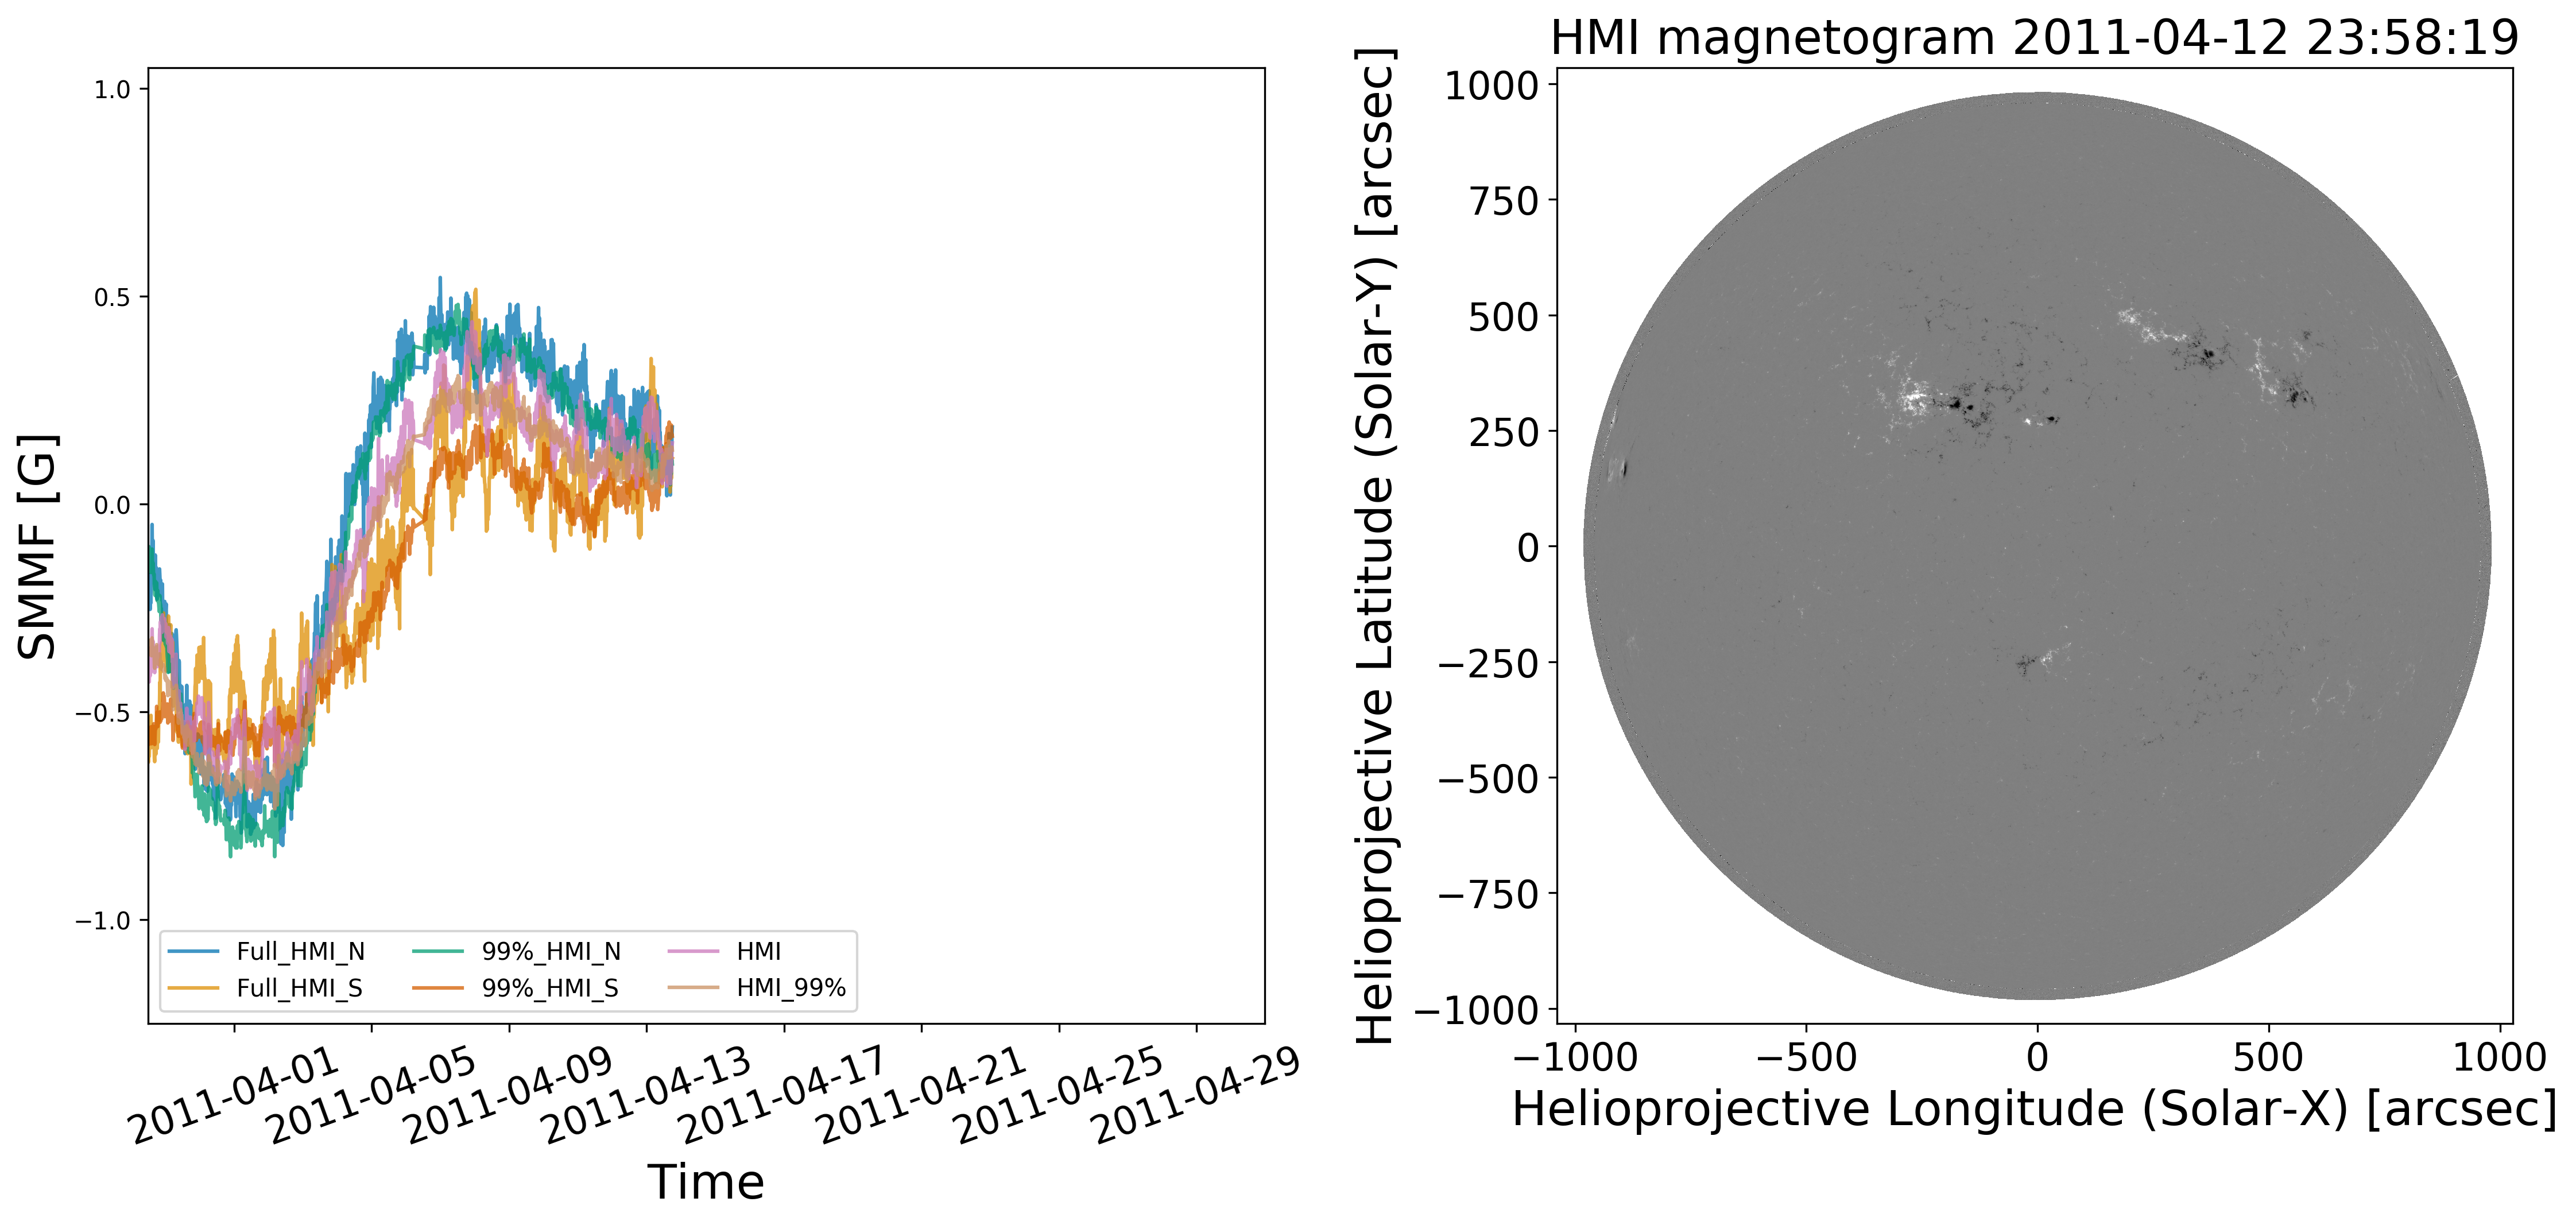 1.0
0.5
0.0
−0.5
−1.0
SMMF [G]
Full_HMI_N
99%_HMI_N
HMI
Full_HMI_S
99%_HMI_S
HMI_99%
2011-04-01
2011-04-05
2011-04-09
2011-04-13
2011-04-17
2011-04-21
2011-04-25
2011-04-29
Time
HMI magnetogram 2011-04-12 23:58:19
1000
750
500
250
0
−250
−500
−750
−1000
Helioprojective Latitude (Solar-Y) [arcsec]
−1000
−500
0
500
1000
Helioprojective Longitude (Solar-X) [arcsec]